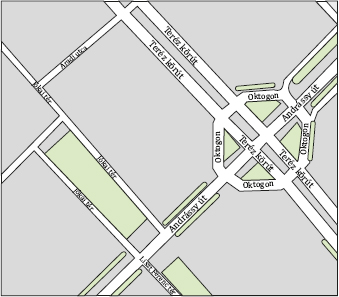 Teréz körút
Teréz körút
Aradi utca
Jókai tér
Oktogon
Andrássy út
Oktogon
Oktogon
Teréz körút
Teréz körút
Oktogon
Jókai tér
Jókai tér
Andrássy út
Liszt Ferenc tér